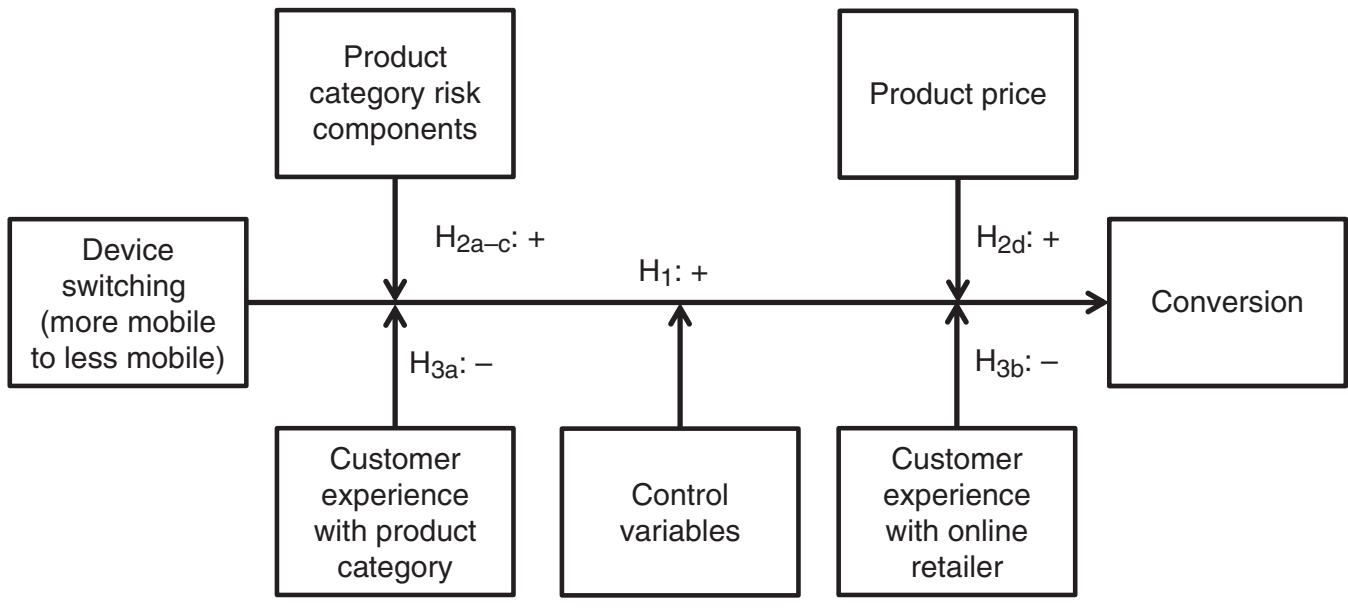 Product
category risk
components
Product price
Device
switching
(more mobile
to less mobile)
H2a–c: +
H1: +
H2d: +
Conversion
H3a: –
H3b: –
Customer
experience
with product
category
Control
variables
Customer
experience
with online
retailer